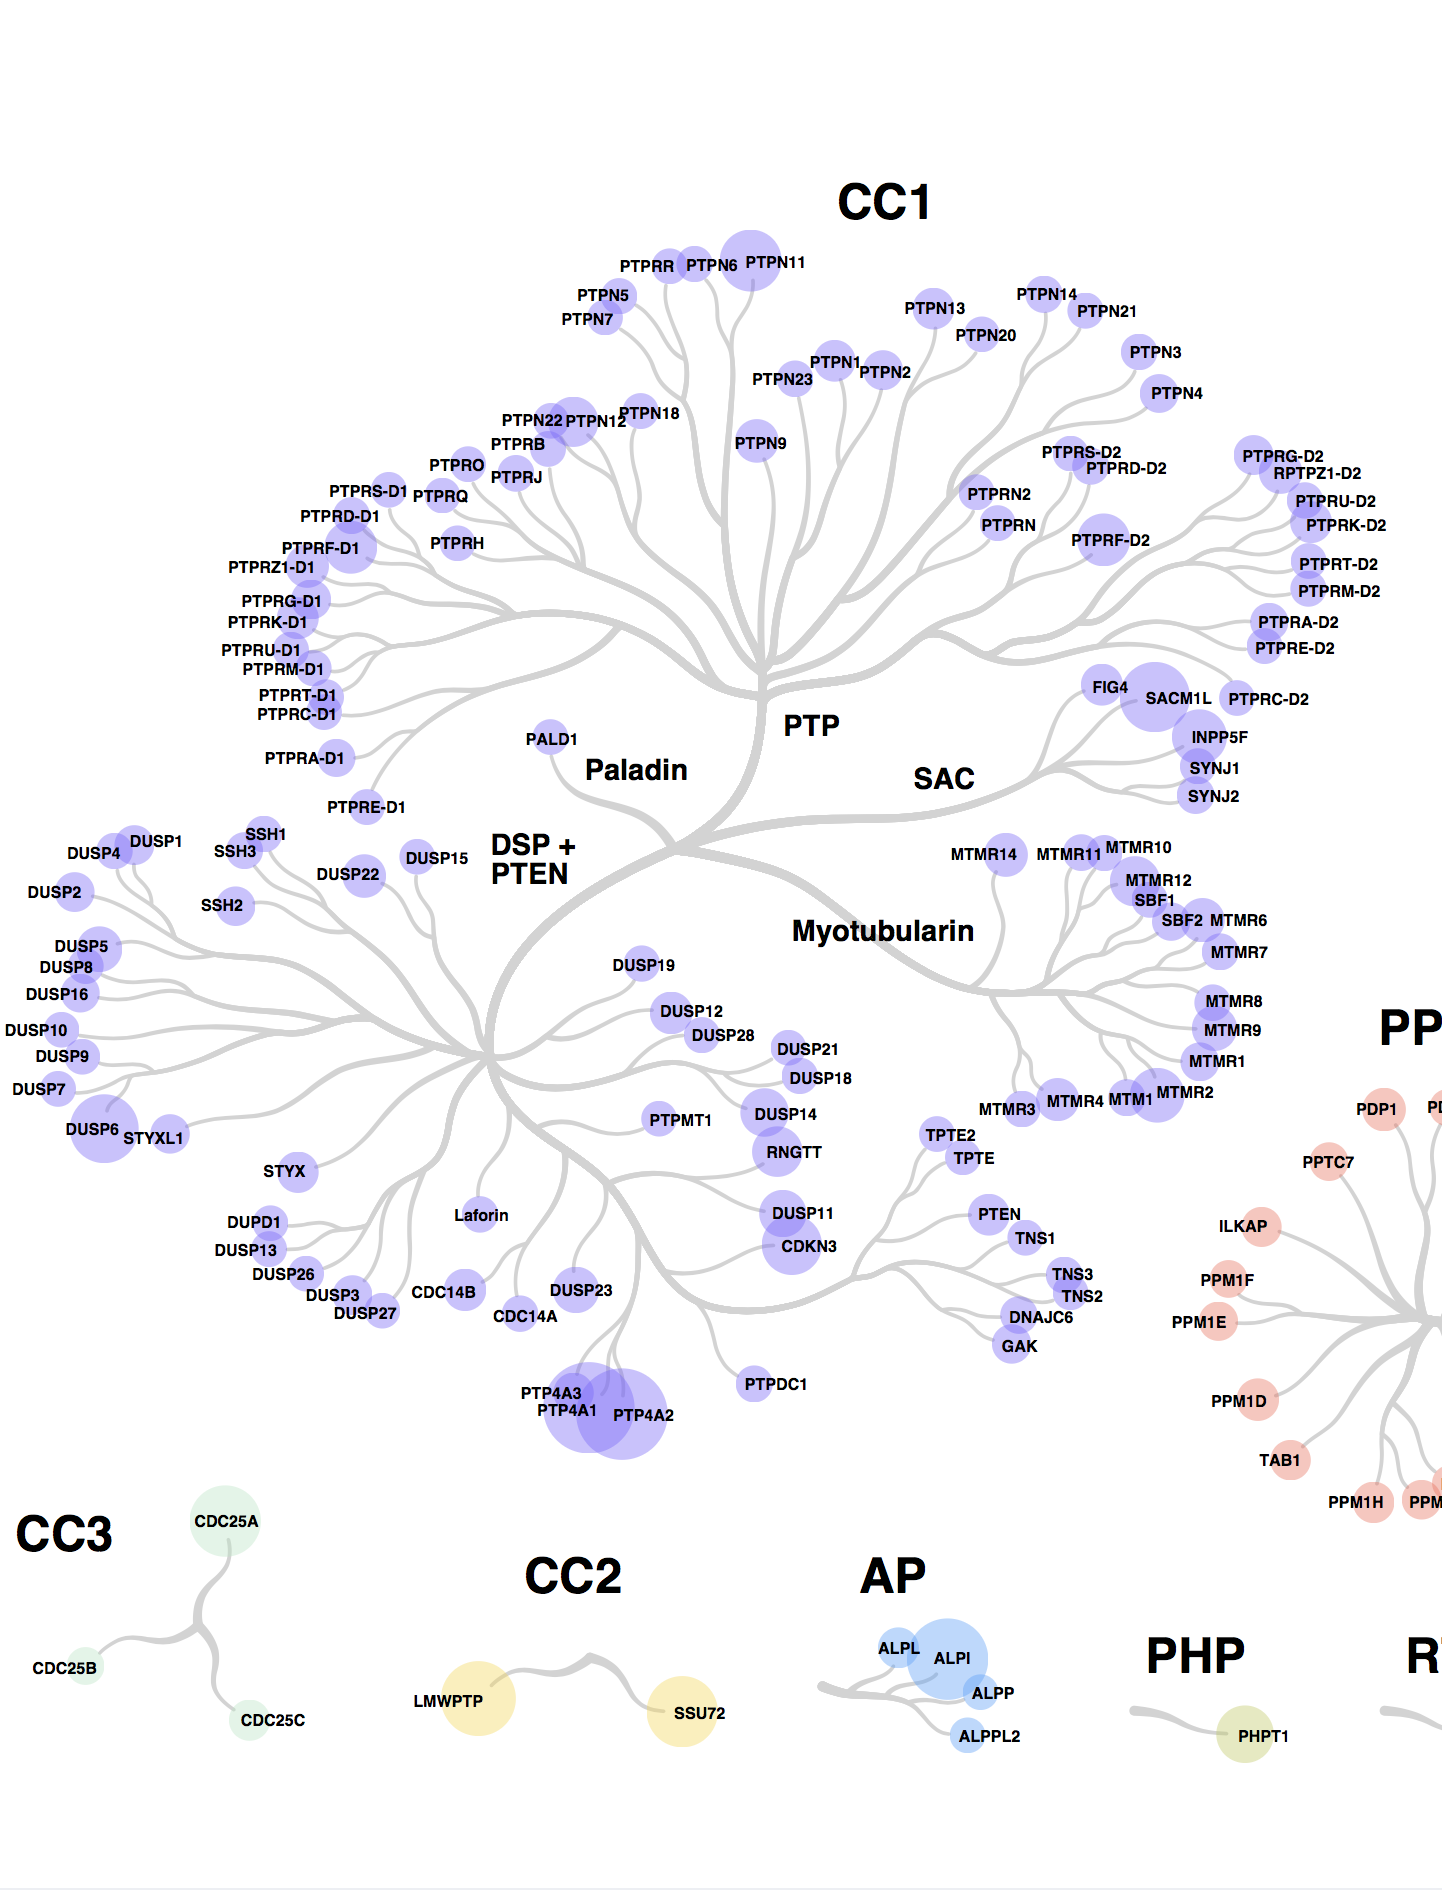 CC1
PTPRR
PTPN6
PTPN11
PTPN5
PTPN7
PTPN13
PTPN14
PTPN21
PTPN20
PTPN3
PTPN1
PTPN2
PTPN23
PTPN4
PTPN22
PTPN12
PTPN18
PTPRB
PTPN9
PTPRO
PTPRJ
PTPRS-D2
PTPRD-D2
PTPRG-D2
RPTPZ1-D2
PTPRS-D1
PTPRQ
PTPRN2
PTPRU-D2
PTPRD-D1
PTPRN
PTPRK-D2
PTPRF-D1
PTPRH
PTPRF-D2
PTPRZ1-D1
PTPRT-D2
PTPRG-D1
PTPRM-D2
PTPRK-D1
PTPRA-D2
PTPRU-D1
PTPRE-D2
PTPRM-D1
PTPRT-D1
FIG4
SACM1L
PTPRC-D2
PTPRC-D1
PTP
PALD1
INPP5F
PTPRA-D1
Paladin
SAC
SYNJ1
SYNJ2
PTPRE-D1
DUSP4
DUSP1
SSH1
SSH3
DSP +
PTEN
DUSP15
DUSP22
MTMR14
MTMR11
MTMR10
MTMR12
DUSP2
SSH2
SBF1
SBF2
MTMR6
Myotubularin
DUSP5
MTMR7
DUSP8
DUSP19
DUSP16
MTMR8
DUSP12
DUSP10
DUSP28
MTMR9
PP
DUSP9
DUSP21
MTMR1
DUSP7
DUSP18
MTMR2
MTM1
MTMR4
MTMR3
PDP1
PD
DUSP6
STYXL1
PTPMT1
DUSP14
TPTE2
RNGTT
TPTE
PPTC7
STYX
Laforin
DUSP11
PTEN
DUPD1
TNS1
ILKAP
DUSP13
CDKN3
DUSP26
TNS3
PPM1F
DUSP3
CDC14B
DUSP23
TNS2
DUSP27
CDC14A
DNAJC6
PPM1E
GAK
PTP4A3
PTPDC1
PTP4A1
PTP4A2
PPM1D
TAB1
PPM1H
PPM
CC3
CDC25A
CDC25B
CDC25C
CC2
LMWPTP
SSU72
AP
ALPL
ALPI
ALPP
ALPPL2
PHP
PHPT1
R